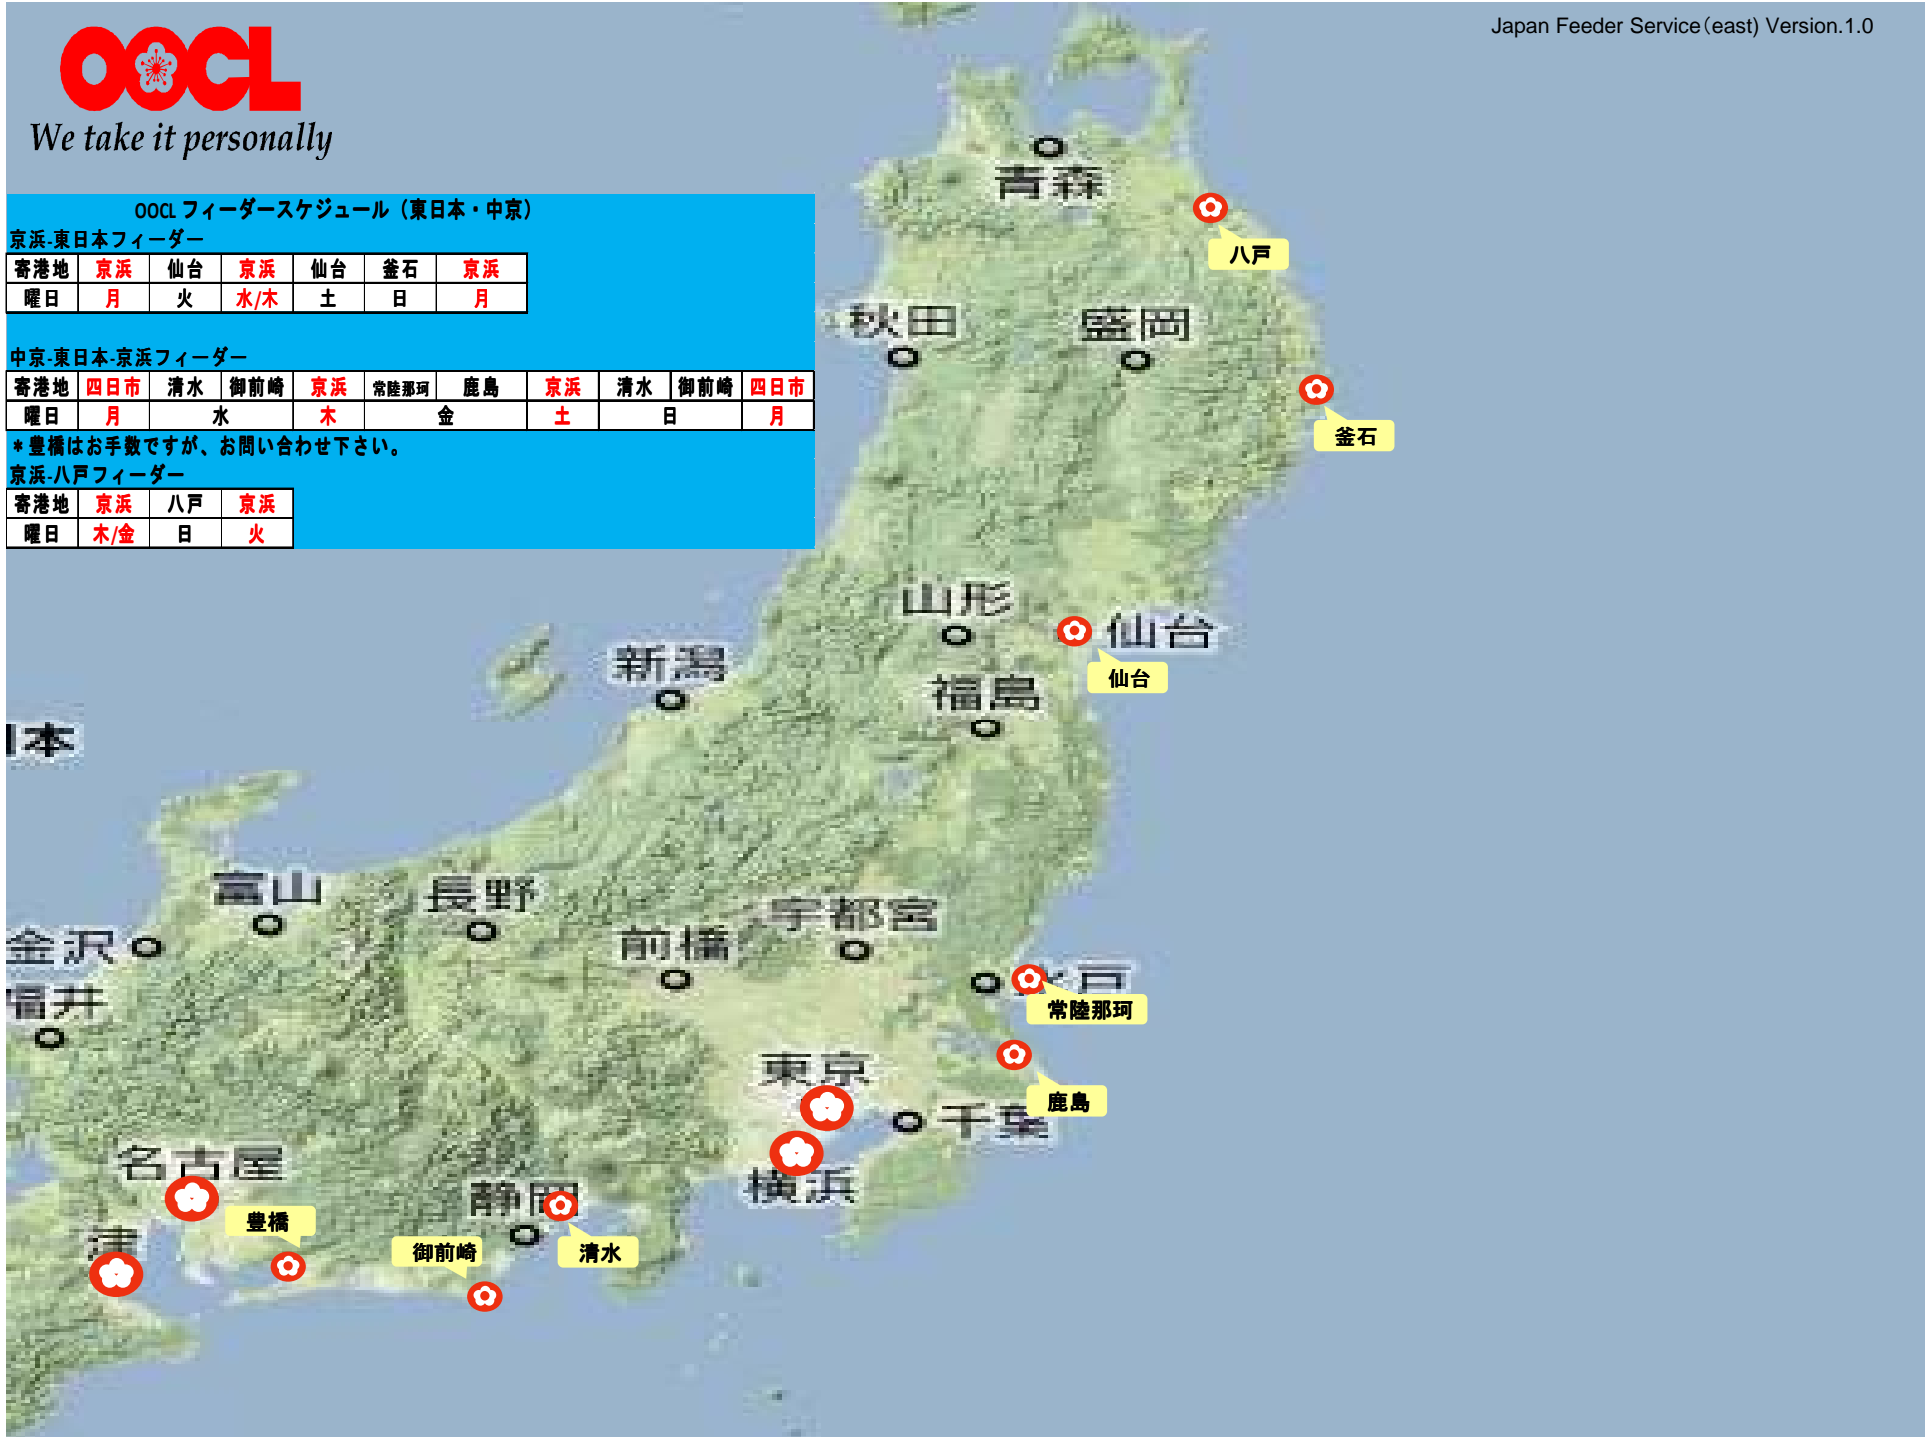 Japan Feeder Service(east) Version.1.0
OOCL
We take it personally
OOCL フィーダースケジュール（東日本・中京）
京浜-東日本フィーダー
寄港地 京浜 仙台 京浜 仙台 釜石 京浜
曜日 月 火 水/木 土 日 月
中京-東日本-京浜フィーダー
寄港地 四日市 清水 御前崎 京浜 常陸那珂 鹿島 京浜 清水 御前崎 四日市
曜日 月 水 木 金 土 日 月
*豊橋はお手数ですが、お問い合わせ下さい。
京浜-八戸フィーダー
寄港地 京浜 八戸 京浜
曜日 木/金 日 火
青森
八戸
秋田
盛岡
釜石
山形
仙台
仙台
新潟
福島
本
富山
長野
宇都宮
金沢
前橋
水戸
福井
常陸那珂
東京
鹿島
千葉
名古屋
横浜
静岡
豊橋
津
御前崎
清水